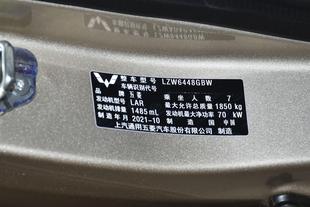 整车型号 LZW6448GBW
车辆识别代号
品牌 五菱 乘坐人数 7
发动机型号 LAR 最大允许总质量 1850 kg
发动机排量 1485 mL 发动机最大净功率 70 kW
制造年月 2021-10 制造国 中国
上汽通用五菱汽车股份有限公司 制造